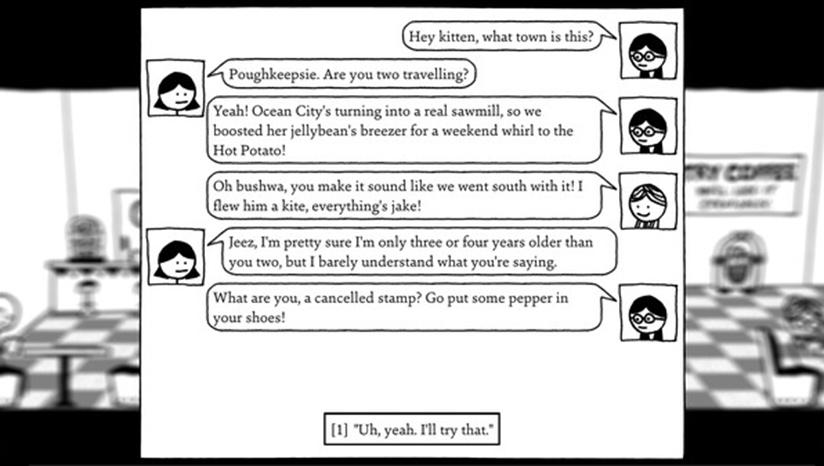 Hey kitten, what town is this?
Poughkeepsie. Are you two travelling?
Yeah! Ocean City's turning into a real sawmill, so we
boosted her jellybean's breezer for a weekend whirl to the
Hot Potato!
Oh bushwa, you make it sound like we went south with it! I
flew him a kite, everything's jake!
Jeez, I'm pretty sure I'm only three or four years older than
you two, but I barely understand what you're saying.
What are you, a cancelled stamp? Go put some pepper in
your shoes!
[1] "Uh, yeah. I'll try that."